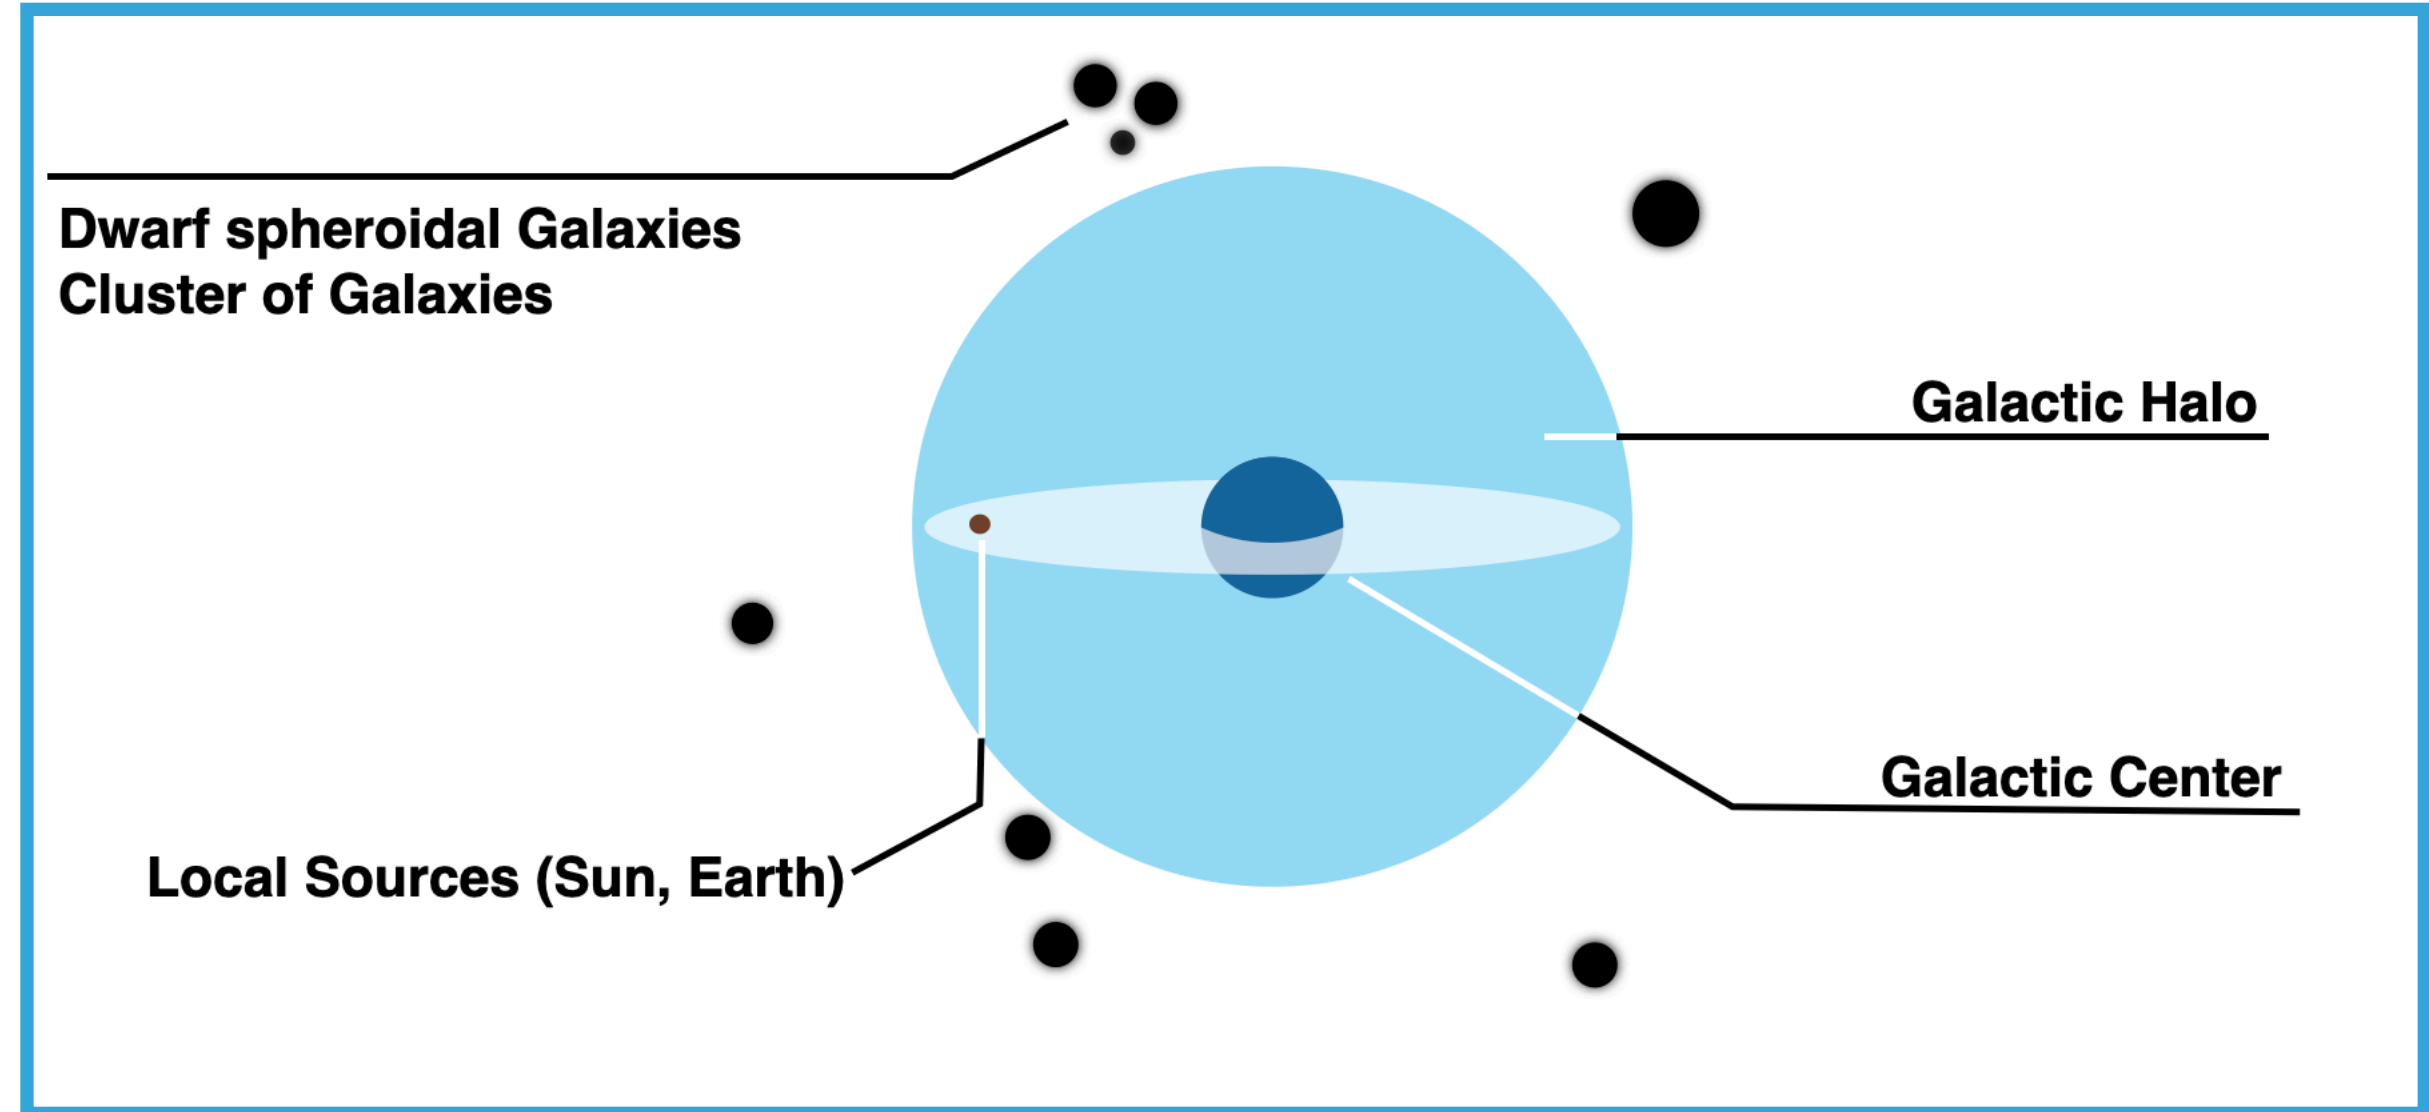 Dwarf spheroidal Galaxies
Cluster of Galaxies
Galactic Halo
Galactic Center
Local Sources (Sun, Earth)